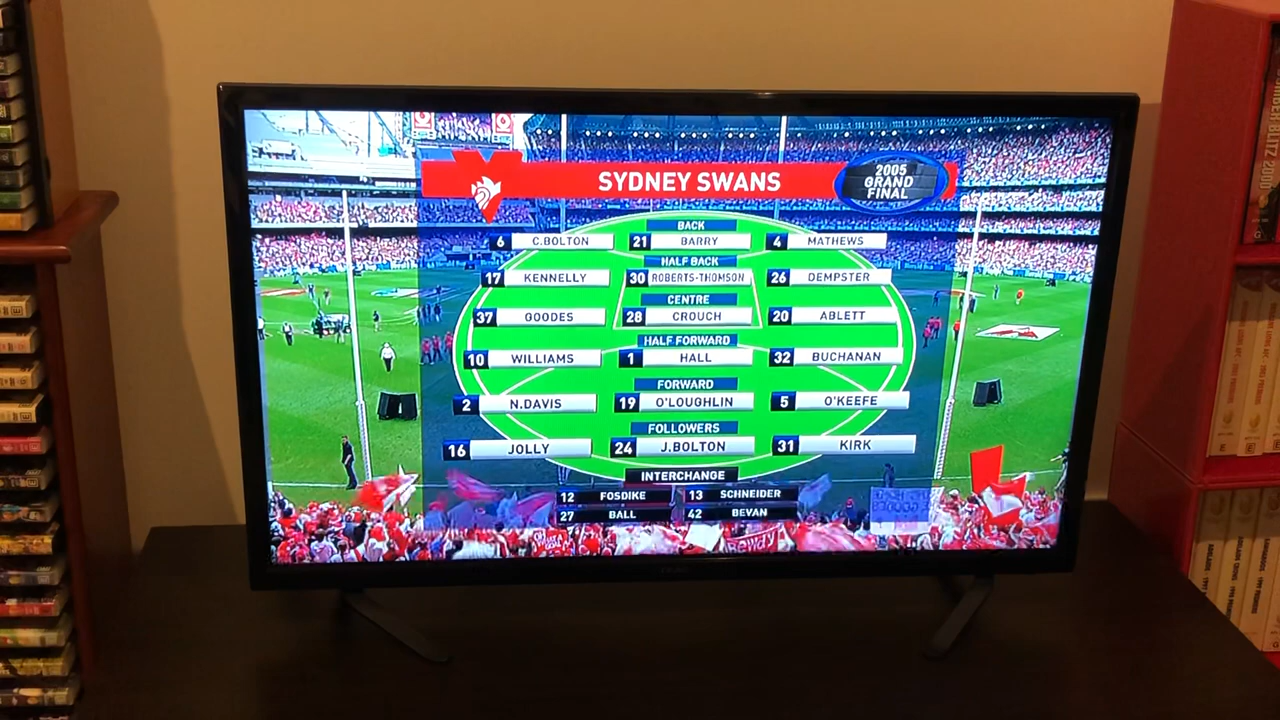 SYDNEY SWANS
2005
GRAND
FINAL
BACK
6 C.BOLTON 21 BARRY 4 MATHEWS
HALF BACK
17 KENNELLY 30 ROBERTS-THOMSON 26 DEMPSTER
CENTRE
37 GOODES 28 CROUCH 20 ABLETT
HALF FORWARD
10 WILLIAMS 1 HALL 32 BUCHANAN
FORWARD
2 N.DAVIS 19 O'LOUGHLIN 5 O'KEEFE
FOLLOWERS
16 JOLLY 24 J.BOLTON 31 KIRK
INTERCHANGE
12 FOSDIKE 13 SCHNEIDER
27 BALL 42 BEVAN